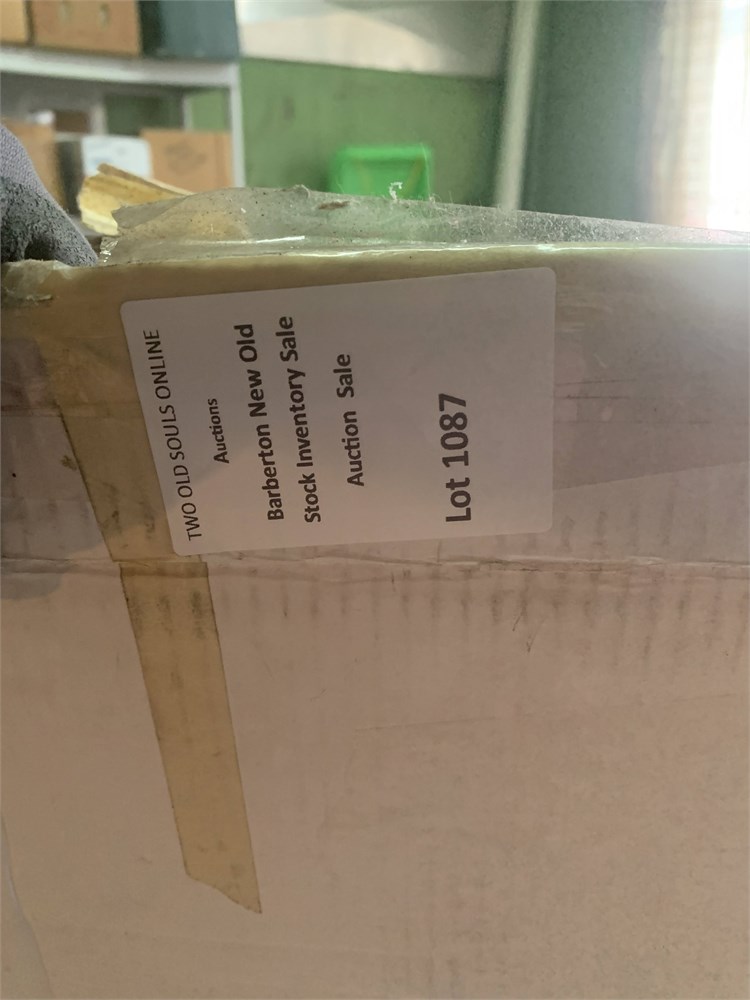 TWO OLD SOULS ONLINE
Auctions
Barberton New Old
Stock Inventory Sale
Auction Sale
Lot 1087